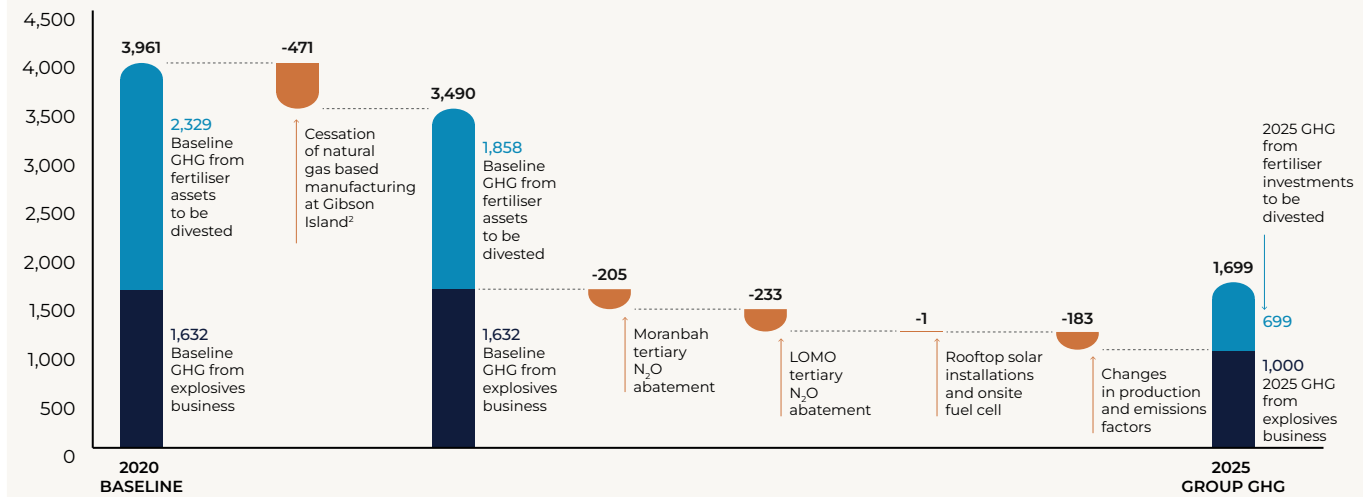 4,500
4,000
3,500
3,000
2,500
2,000
1,500
1,000
500
0
3,961
2,329
Baseline
GHG from
fertiliser
assets
to be
divested
1,632
Baseline
GHG from
explosives
business
2020
BASELINE
-471
Cessation
of natural
gas based
manufacturing
at Gibson
Island²
3,490
1,858
Baseline
GHG from
fertiliser
assets
to be
divested
1,632
Baseline
GHG from
explosives
business
-205
Moranbah
tertiary
N₂O
abatement
-233
LOMO
tertiary
N₂O
abatement
-1
Rooftop solar
installations
and onsite
fuel cell
-183
Changes
in production
and emissions
factors
1,699
2025 GHG
from
fertiliser
investments
to be
divested
699
1,000
2025 GHG
from
explosives
business
2025
GROUP GHG